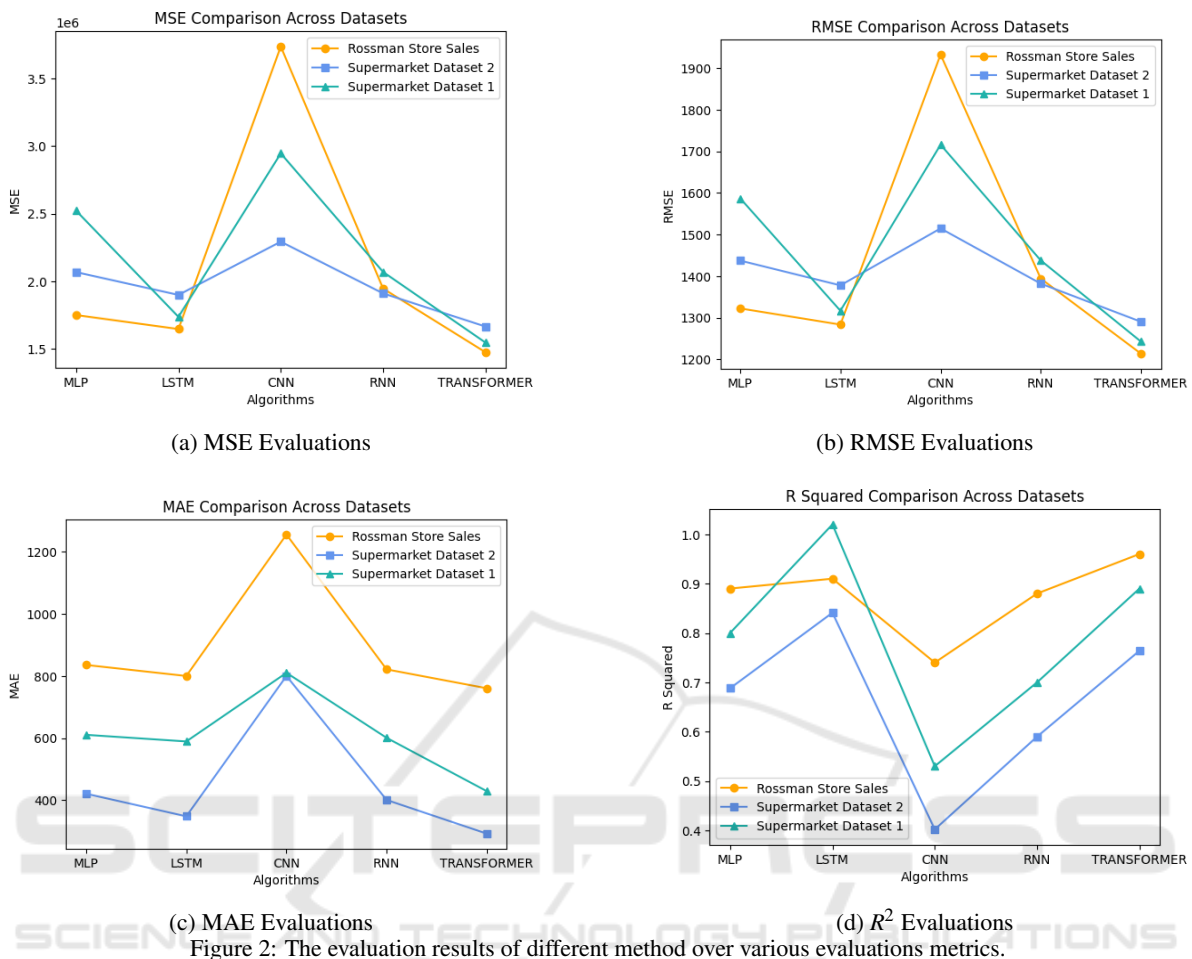 MSE Comparison Across Datasets
1e6
Rossman Store Sales
Supermarket Dataset 2
Supermarket Dataset 1
3.5
3.0
2.5
2.0
1.5
MSE
MLP LSTM CNN RNN TRANSFORMER
Algorithms
(a) MSE Evaluations
RMSE Comparison Across Datasets
Rossman Store Sales
Supermarket Dataset 2
Supermarket Dataset 1
1900
1800
1700
1600
1500
1400
1300
1200
RMSE
MLP LSTM CNN RNN TRANSFORMER
Algorithms
(b) RMSE Evaluations
MAE Comparison Across Datasets
Rossman Store Sales
Supermarket Dataset 2
Supermarket Dataset 1
1200
1000
800
600
400
MAE
MLP LSTM CNN RNN TRANSFORMER
Algorithms
(c) MAE Evaluations
R Squared Comparison Across Datasets
1.0
0.9
0.8
0.7
0.6
0.5
0.4
R Squared
Rossman Store Sales
Supermarket Dataset 2
Supermarket Dataset 1
MLP LSTM CNN RNN TRANSFORMER
Algorithms
(d) R² Evaluations
Figure 2: The evaluation results of different method over various evaluations metrics.
SCITEPRESS
SCIENCE AND TECHNOLOGY PUBLICATIONS